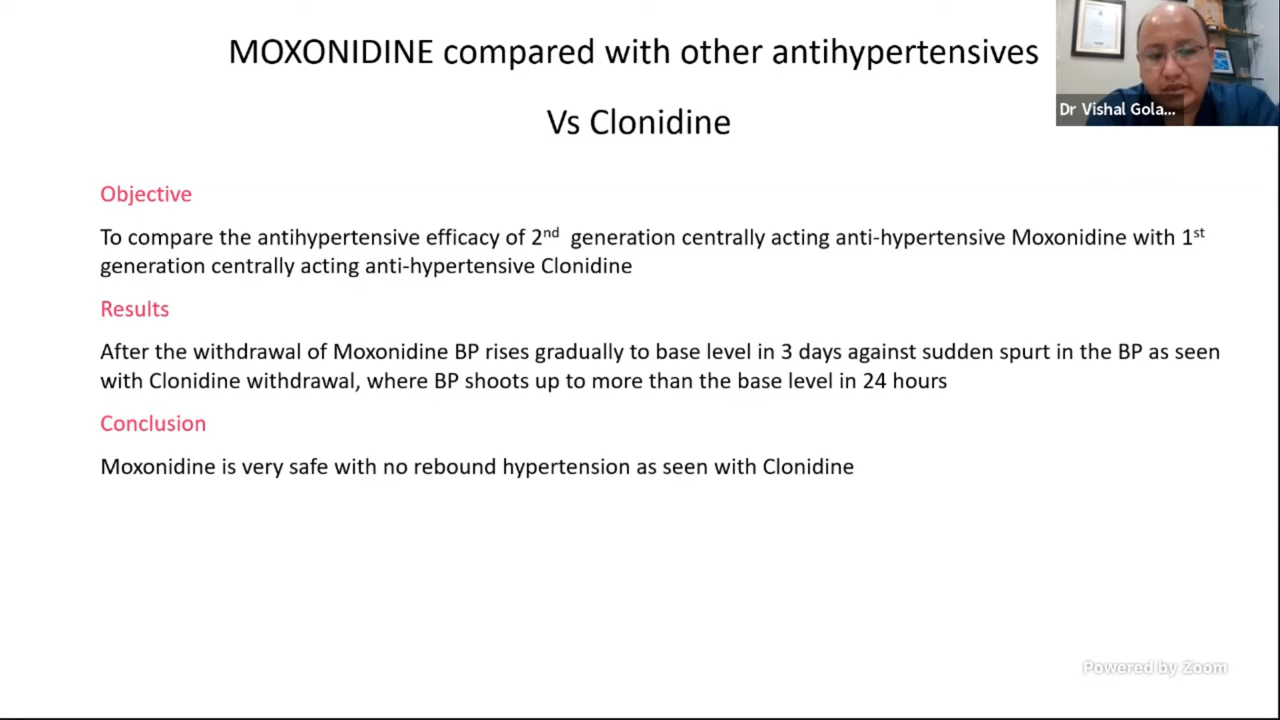 MOXONIDINE compared with other antihypertensives
Vs Clonidine
Dr Vishal Gola...
Objective
To compare the antihypertensive efficacy of 2nd generation centrally acting anti-hypertensive Moxonidine with 1st
generation centrally acting anti-hypertensive Clonidine
Results
After the withdrawal of Moxonidine BP rises gradually to base level in 3 days against sudden spurt in the BP as seen
with Clonidine withdrawal, where BP shoots up to more than the base level in 24 hours
Conclusion
Moxonidine is very safe with no rebound hypertension as seen with Clonidine
Powered by Zoom